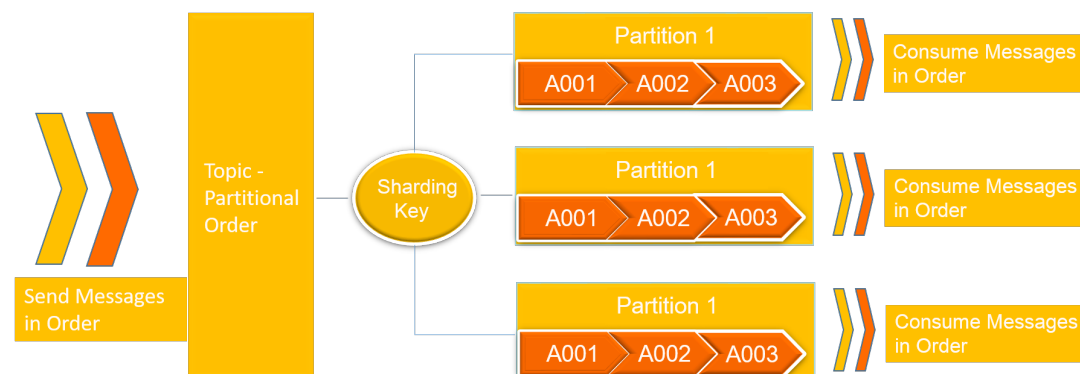 Send Messages
in Order
Topic -
Partitional
Order
Sharding
Key
Partition 1
A001 A002 A003
Consume Messages
in Order
Partition 1
A001 A002 A003
Consume Messages
in Order
Partition 1
A001 A002 A003
Consume Messages
in Order